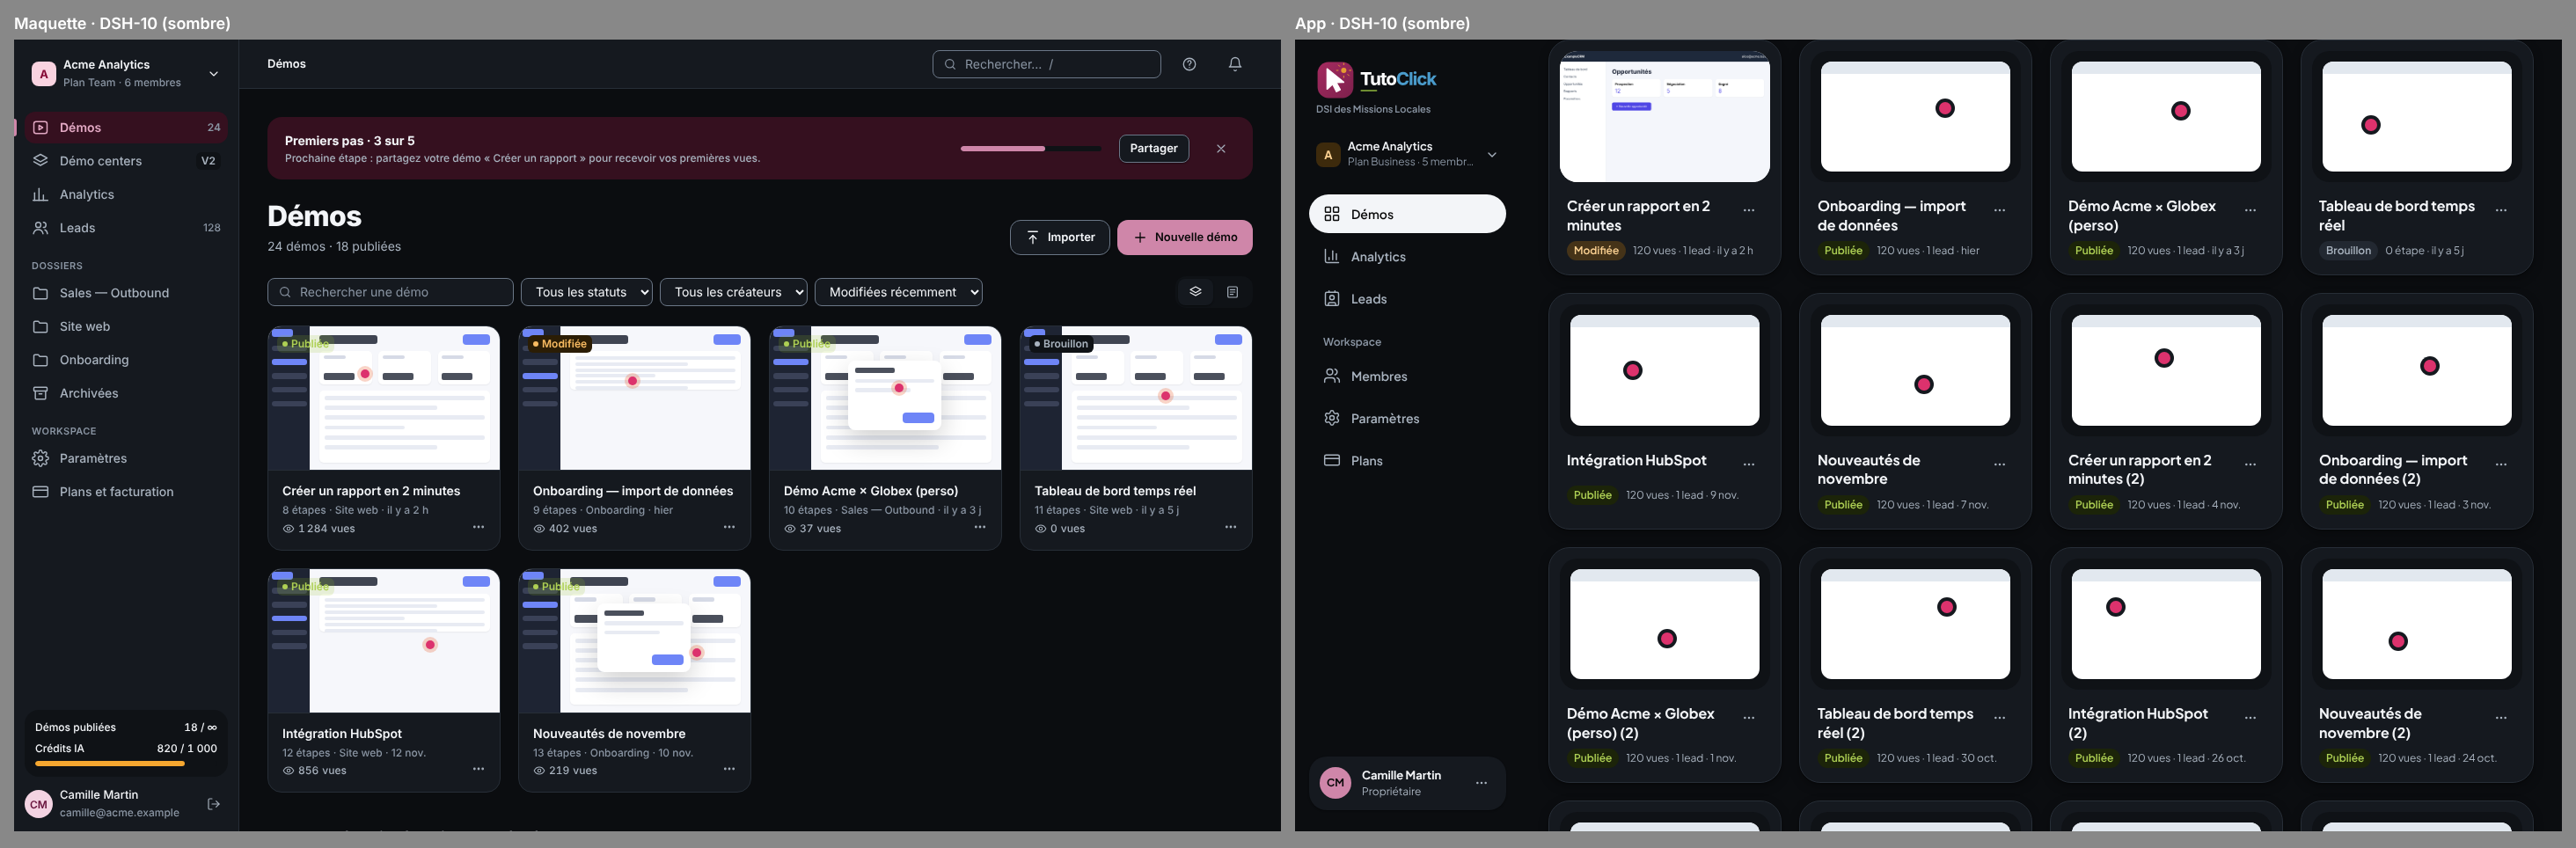 Maquette · DSH-10 (sombre)
A
Acme Analytics
Plan Team · 6 membres
Démos 24
Démo centers V2
Analytics
Leads 128
DOSSIERS
Sales — Outbound
Site web
Onboarding
Archivées
WORKSPACE
Paramètres
Plans et facturation
Démos publiées 18 / ∞
Crédits IA 820 / 1 000
CM
Camille Martin
camille@acme.example
Démos
Rechercher... /
Premiers pas · 3 sur 5
Prochaine étape : partagez votre démo « Créer un rapport » pour recevoir vos premières vues.
Partager
Démos
24 démos · 18 publiées
Importer
Nouvelle démo
Rechercher une démo
Tous les statuts
Tous les créateurs
Modifiées récemment
Publiée
Créer un rapport en 2 minutes
8 étapes · Site web · il y a 2 h
1 284 vues
Modifiée
Onboarding — import de données
9 étapes · Onboarding · hier
402 vues
Publiée
Démo Acme × Globex (perso)
10 étapes · Sales — Outbound · il y a 3 j
37 vues
Brouillon
Tableau de bord temps réel
11 étapes · Site web · il y a 5 j
0 vues
Publiée
Intégration HubSpot
12 étapes · Site web · 12 nov.
856 vues
Publiée
Nouveautés de novembre
13 étapes · Onboarding · 10 nov.
219 vues
App · DSH-10 (sombre)
TutoClick
DSI des Missions Locales
A
Acme Analytics
Plan Business · 5 membr...
Démos
Analytics
Leads
Workspace
Membres
Paramètres
Plans
CM
Camille Martin
Propriétaire
Opportunités
12
5
8
Créer un rapport en 2
minutes
Modifiée 120 vues · 1 lead · il y a 2 h
Onboarding — import
de données
Publiée 120 vues · 1 lead · hier
Démo Acme × Globex
(perso)
Publiée 120 vues · 1 lead · il y a 3 j
Tableau de bord temps
réel
Brouillon 0 étape · il y a 5 j
Intégration HubSpot
Publiée 120 vues · 1 lead · 9 nov.
Nouveautés de
novembre
Publiée 120 vues · 1 lead · 7 nov.
Créer un rapport en 2
minutes (2)
Publiée 120 vues · 1 lead · 4 nov.
Onboarding — import
de données (2)
Publiée 120 vues · 1 lead · 3 nov.
Démo Acme × Globex
(perso) (2)
Publiée 120 vues · 1 lead · 1 nov.
Tableau de bord temps
réel (2)
Publiée 120 vues · 1 lead · 30 oct.
Intégration HubSpot
(2)
Publiée 120 vues · 1 lead · 26 oct.
Nouveautés de
novembre (2)
Publiée 120 vues · 1 lead · 24 oct.